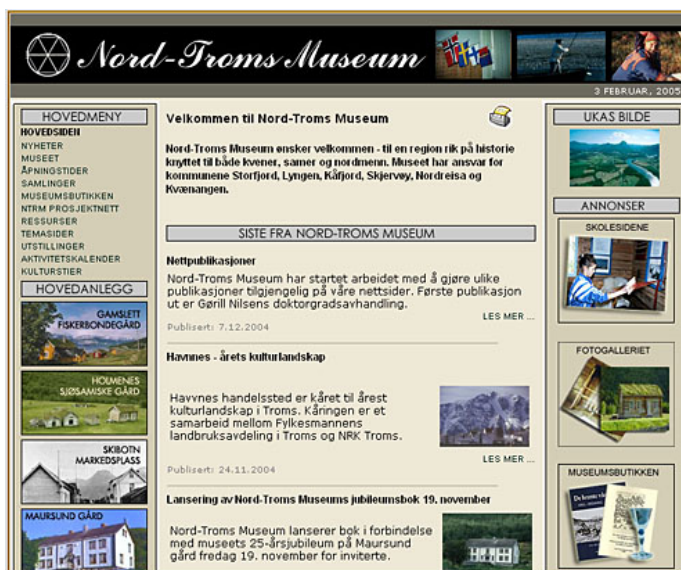 Nord-Troms Museum
3 FEBRUAR, 2005
HOVEDMENY
HOVEDSIDEN
NYHETER
MUSEET
ÅPNINGSTIDER
SAMLINGER
MUSEUMSBUTIKKEN
NTRM PROSJEKTNETT
RESSURSER
TEMASIDER
UTSTILLINGER
AKTIVITETSKALENDER
KULTURSTIER
HOVEDANLEGG
GAMSLETT
FISKERBONDEGÅRD
HOLMENES
SJØSAMISKE GÅRD
SKIBOTN
MARKEDSPLASS
MAURSUND GÅRD
Velkommen til Nord-Troms Museum
Nord-Troms Museum ønsker velkommen - til en region rik på historie
knyttet til både kvener, samer og nordmenn. Museet har ansvar for
kommunene Storfjord, Lyngen, Kåfjord, Skjervøy, Nordreisa og
Kvænangen.
SISTE FRA NORD-TROMS MUSEUM
Nettpublikasjoner
Nord-Troms Museum har startet arbeidet med å gjøre ulike
publikasjoner tilgjengelig på våre nettsider. Første publikasjon
ut er Gørill Nilsens doktorgradsavhandling.
LES MER ...
Publisert: 7.12.2004
Havnnes - årets kulturlandskap
Havvnes handelssted er kåret til årest
kulturlandskap i Troms. Kåringen er et
samarbeid mellom Fylkesmannens
landbruksavdeling i Troms og NRK Troms.
LES MER ...
Publisert: 24.11.2004
Lansering av Nord-Troms Museums jubileumsbok 19. november
Nord-Troms Museum lanserer bok i forbindelse
med museets 25-årsjubileum på Maursund
gård fredag 19. november for inviterte.
UKAS BILDE
ANNONSER
SKOLESIDENE
FOTOGALLERIET
MUSEUMSBUTIKKEN